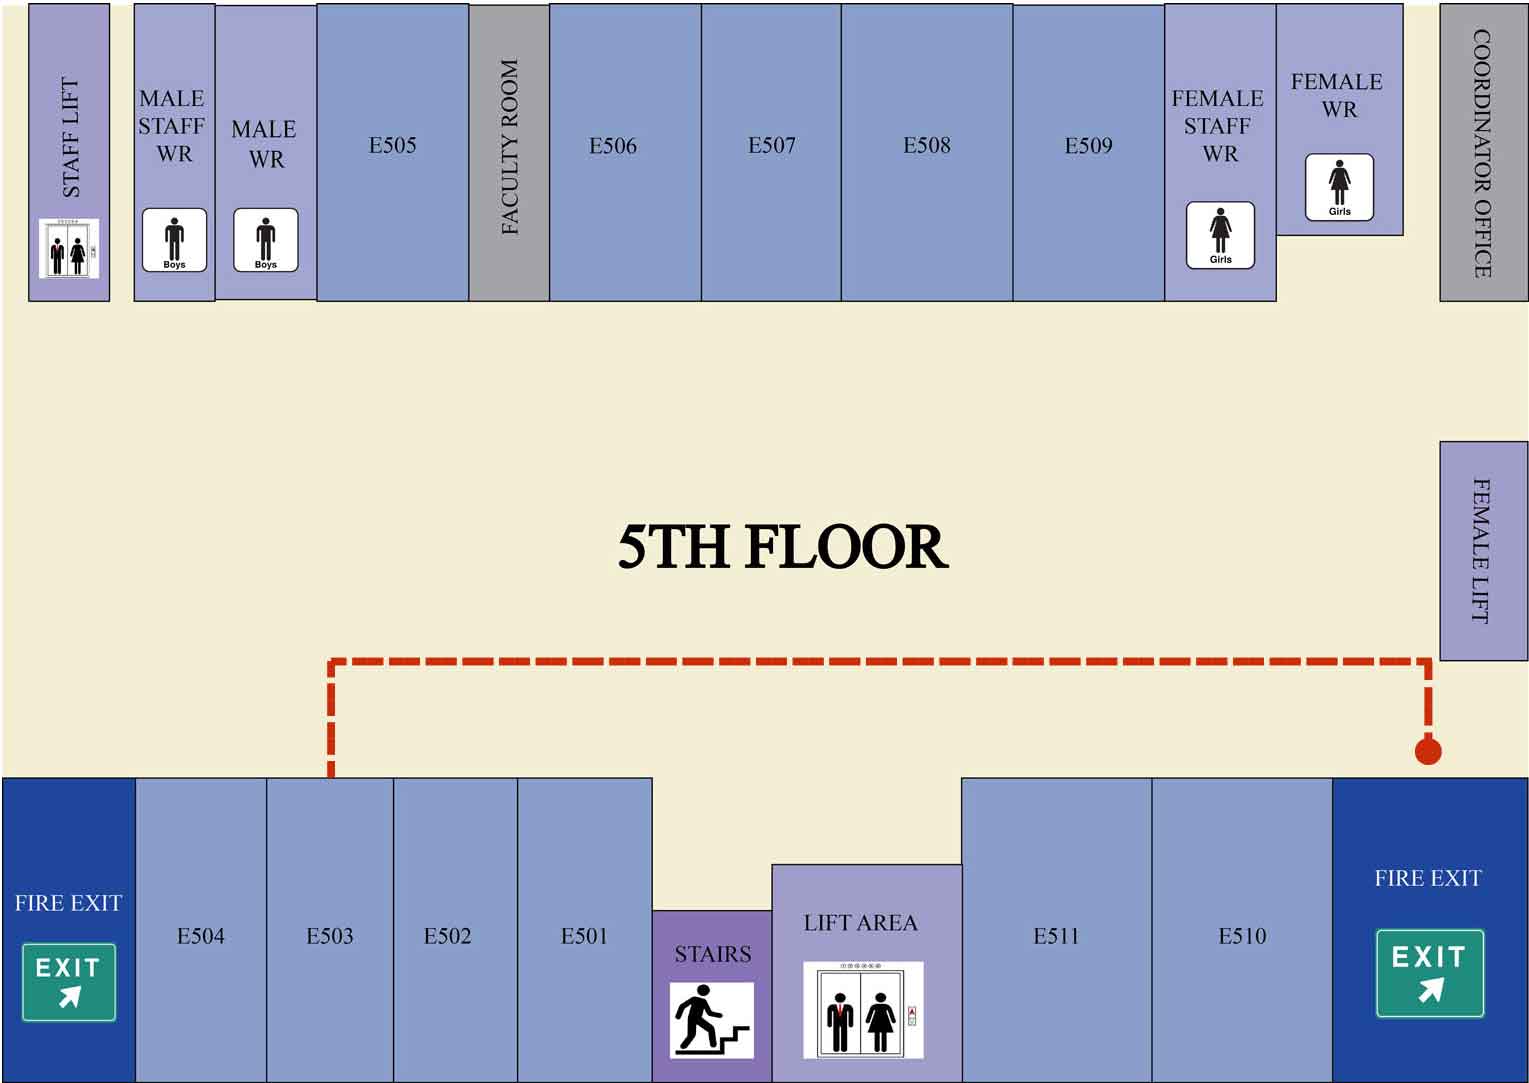 STAFF LIFT
MALE
STAFF
WR
Boys
MALE
WR
Boys
E505
FACULTY ROOM
E506
E507
E508
E509
FEMALE
STAFF
WR
Girls
FEMALE
WR
Girls
COORDINATOR OFFICE
5TH FLOOR
FEMALE LIFT
FIRE EXIT
EXIT
E504
E503
E502
E501
STAIRS
LIFT AREA
E511
E510
FIRE EXIT
EXIT